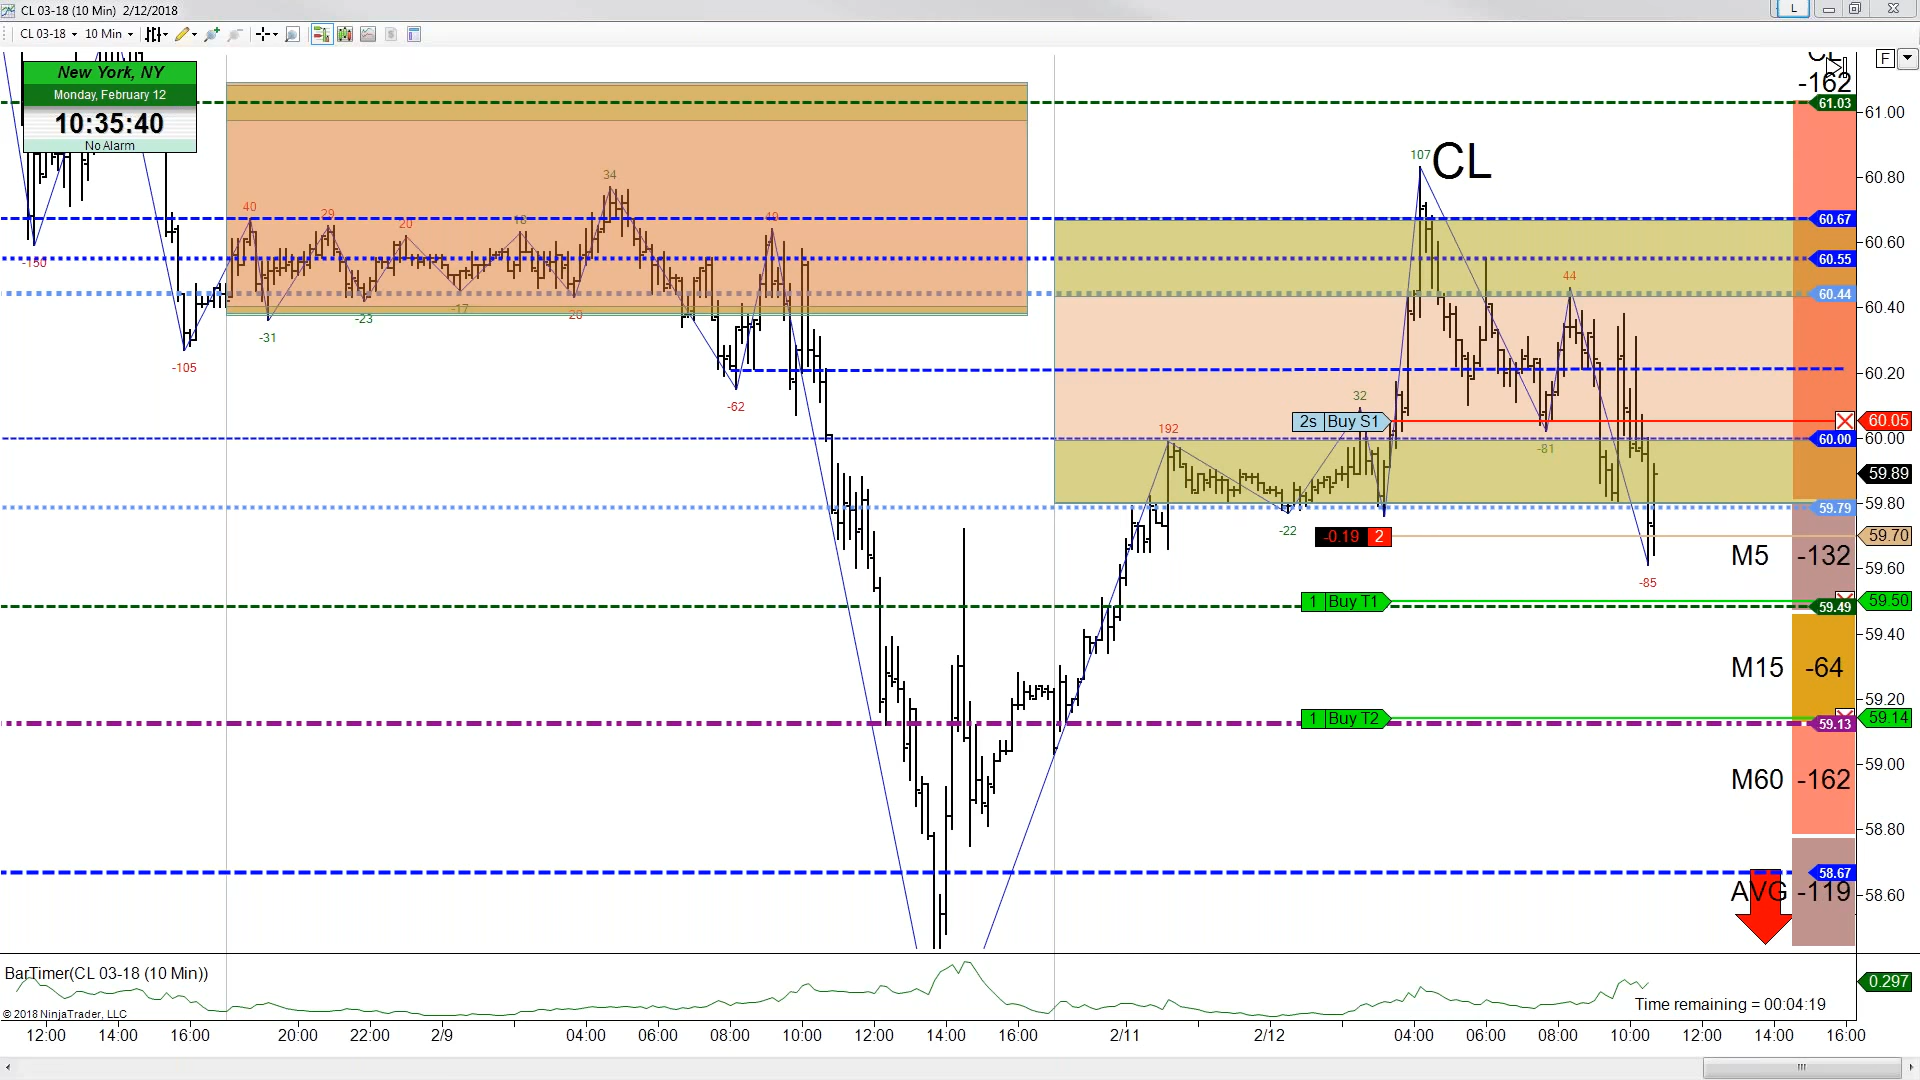 CL 03-18 (10 Min)  2/12/2018
L
CL 03-18
10 Min
F
New York, NY
Monday, February 12
10:35:40
No Alarm
-162
61.03
61.00
60.80
60.67
60.60
60.55
60.44
60.40
60.20
60.05
60.00
60.00
59.89
59.80
59.79
59.70
59.60
59.50
59.49
59.40
59.20
59.14
59.13
59.00
58.80
58.67
58.60
CL
107
-150
-105
40
-31
29
-23
20
-17
18
20
34
-62
49
192
-22
32
-81
44
-85
2s Buy S1
-0.19 2
1 Buy T1
1 Buy T2
M5 -132
M15 -64
M60 -162
AVG -119
BarTimer(CL 03-18 (10 Min))
0.297
Time remaining = 00:04:19
© 2018 NinjaTrader, LLC
12:00 14:00 16:00 20:00 22:00 2/9 04:00 06:00 08:00 10:00 12:00 14:00 16:00 2/11 2/12 04:00 06:00 08:00 10:00 12:00 14:00 16:00